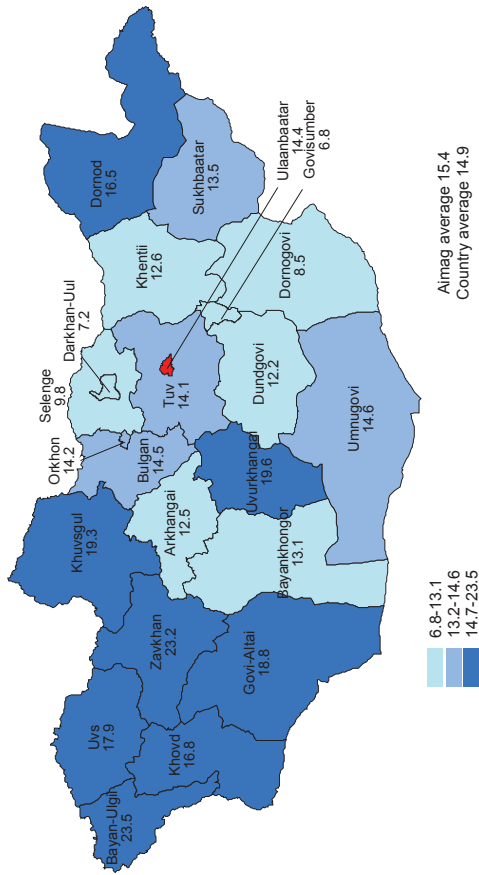 Bayan-Ulgii
23.5
Uvs
17.9
Khovd
16.8
Zavkhan
23.2
Govi-Altai
18.8
Khuvsgul
19.3
Arkhangai
12.5
Bayankhongor
13.1
Orkhon
14.2
Bulgan
14.5
Uvurkhangai
19.6
Selenge
9.8
Darkhan-Uul
7.2
Tuv
14.1
Dundgovi
12.2
Umnugovi
14.6
Khentii
12.6
Dornogovi
8.5
Dornod
16.5
Sukhbaatar
13.5
Ulaanbaatar
14.4
Govisumber
6.8
6.8-13.1
13.2-14.6
14.7-23.5
Aimag average 15.4
Country average 14.9